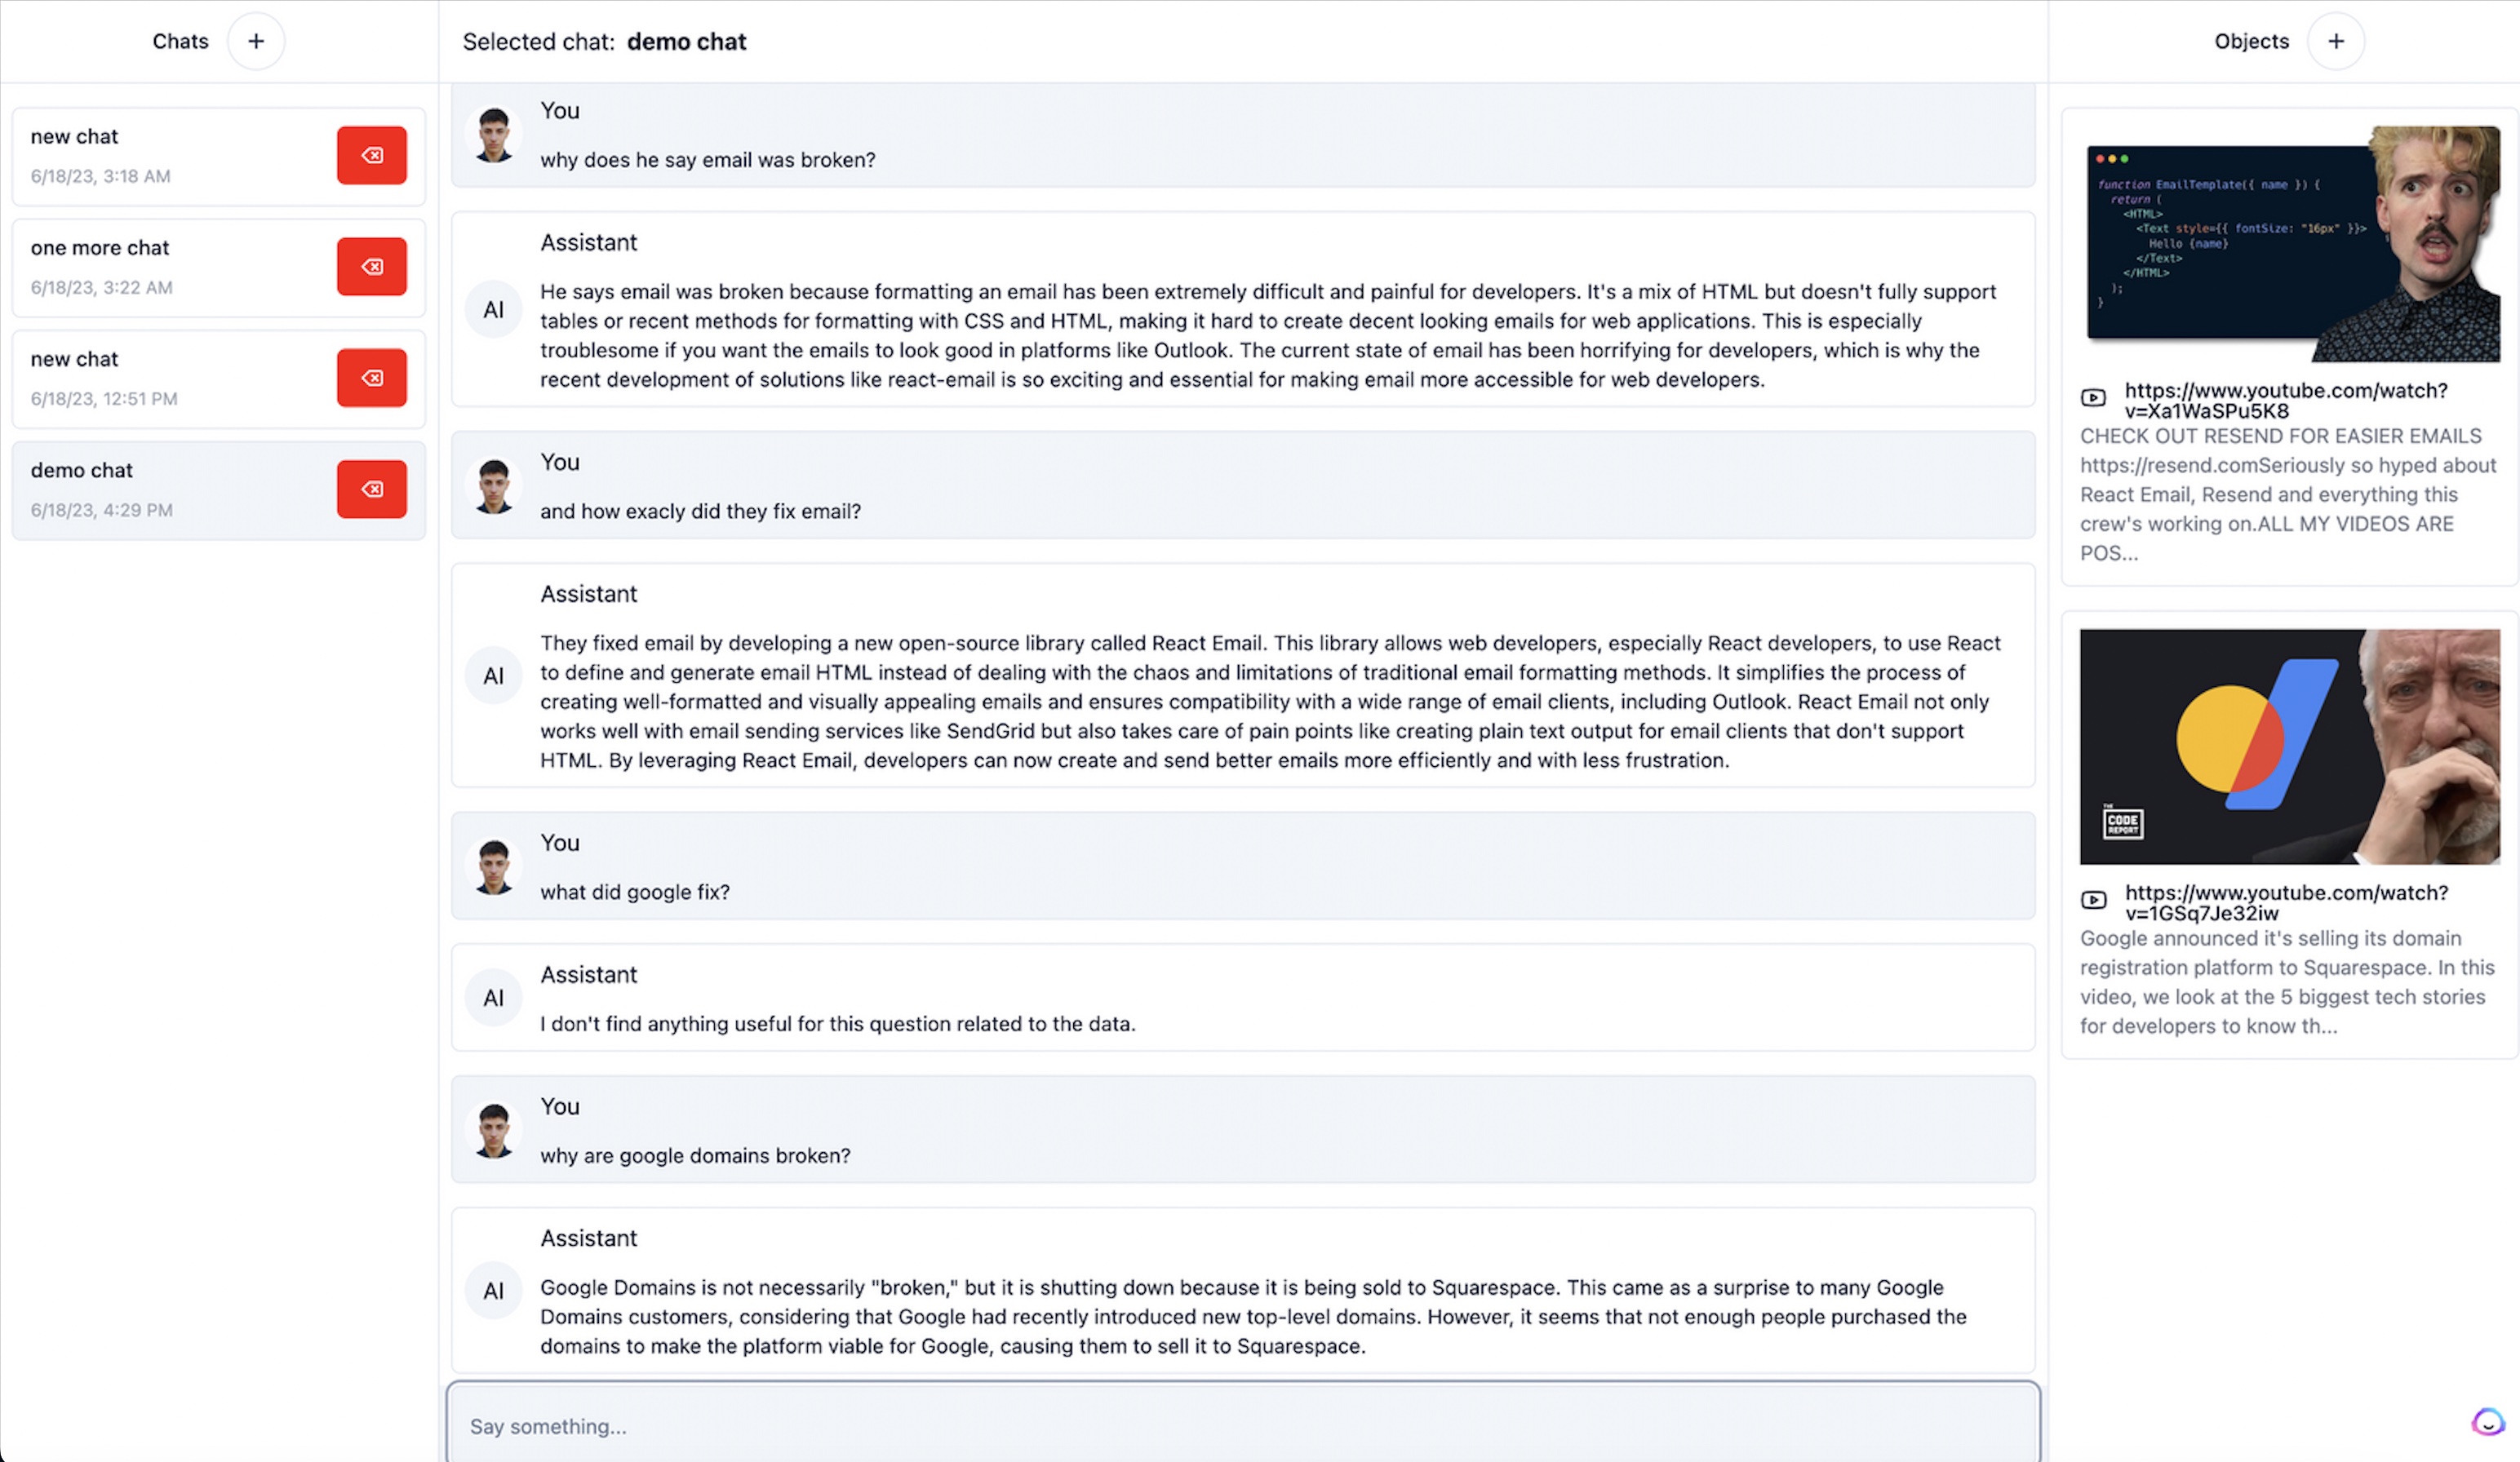 Chats
+
new chat
6/18/23, 3:18 AM
one more chat
6/18/23, 3:22 AM
new chat
6/18/23, 12:51 PM
demo chat
6/18/23, 4:29 PM
Selected chat: demo chat
You
why does he say email was broken?
Assistant
AI
He says email was broken because formatting an email has been extremely difficult and painful for developers. It's a mix of HTML but doesn't fully support
tables or recent methods for formatting with CSS and HTML, making it hard to create decent looking emails for web applications. This is especially
troublesome if you want the emails to look good in platforms like Outlook. The current state of email has been horrifying for developers, which is why the
recent development of solutions like react-email is so exciting and essential for making email more accessible for web developers.
You
and how exacly did they fix email?
Assistant
AI
They fixed email by developing a new open-source library called React Email. This library allows web developers, especially React developers, to use React
to define and generate email HTML instead of dealing with the chaos and limitations of traditional email formatting methods. It simplifies the process of
creating well-formatted and visually appealing emails and ensures compatibility with a wide range of email clients, including Outlook. React Email not only
works well with email sending services like SendGrid but also takes care of pain points like creating plain text output for email clients that don't support
HTML. By leveraging React Email, developers can now create and send better emails more efficiently and with less frustration.
You
what did google fix?
Assistant
AI
I don't find anything useful for this question related to the data.
You
why are google domains broken?
Assistant
AI
Google Domains is not necessarily "broken," but it is shutting down because it is being sold to Squarespace. This came as a surprise to many Google
Domains customers, considering that Google had recently introduced new top-level domains. However, it seems that not enough people purchased the
domains to make the platform viable for Google, causing them to sell it to Squarespace.
Say something...
Objects
+
function EmailTemplate({ name }) {
return (
<HTML>
<Text style={{ fontSize: "16px" }}>
Hello {name}
</Text>
</HTML>
);
}
https://www.youtube.com/watch?
v=Xa1WaSPu5K8
CHECK OUT RESEND FOR EASIER EMAILS
https://resend.comSeriously so hyped about
React Email, Resend and everything this
crew's working on.ALL MY VIDEOS ARE
POS...
THE
CODE
REPORT
https://www.youtube.com/watch?
v=1GSq7Je32iw
Google announced it's selling its domain
registration platform to Squarespace. In this
video, we look at the 5 biggest tech stories
for developers to know th...